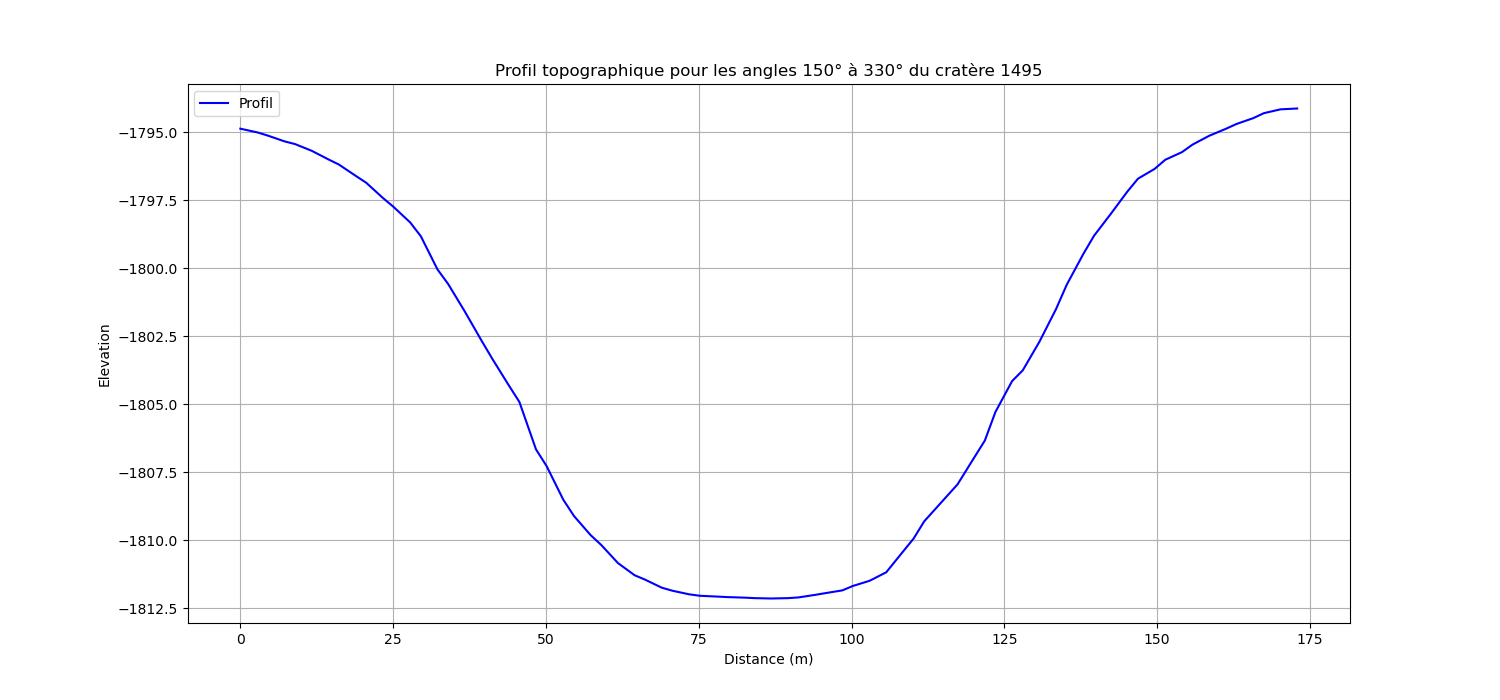 Profil topographique pour les angles 150° à 330° du cratère 1495
Profil
−1795.0
−1797.5
−1800.0
−1802.5
−1805.0
−1807.5
−1810.0
−1812.5
Elevation
0 25 50 75 100 125 150 175
Distance (m)